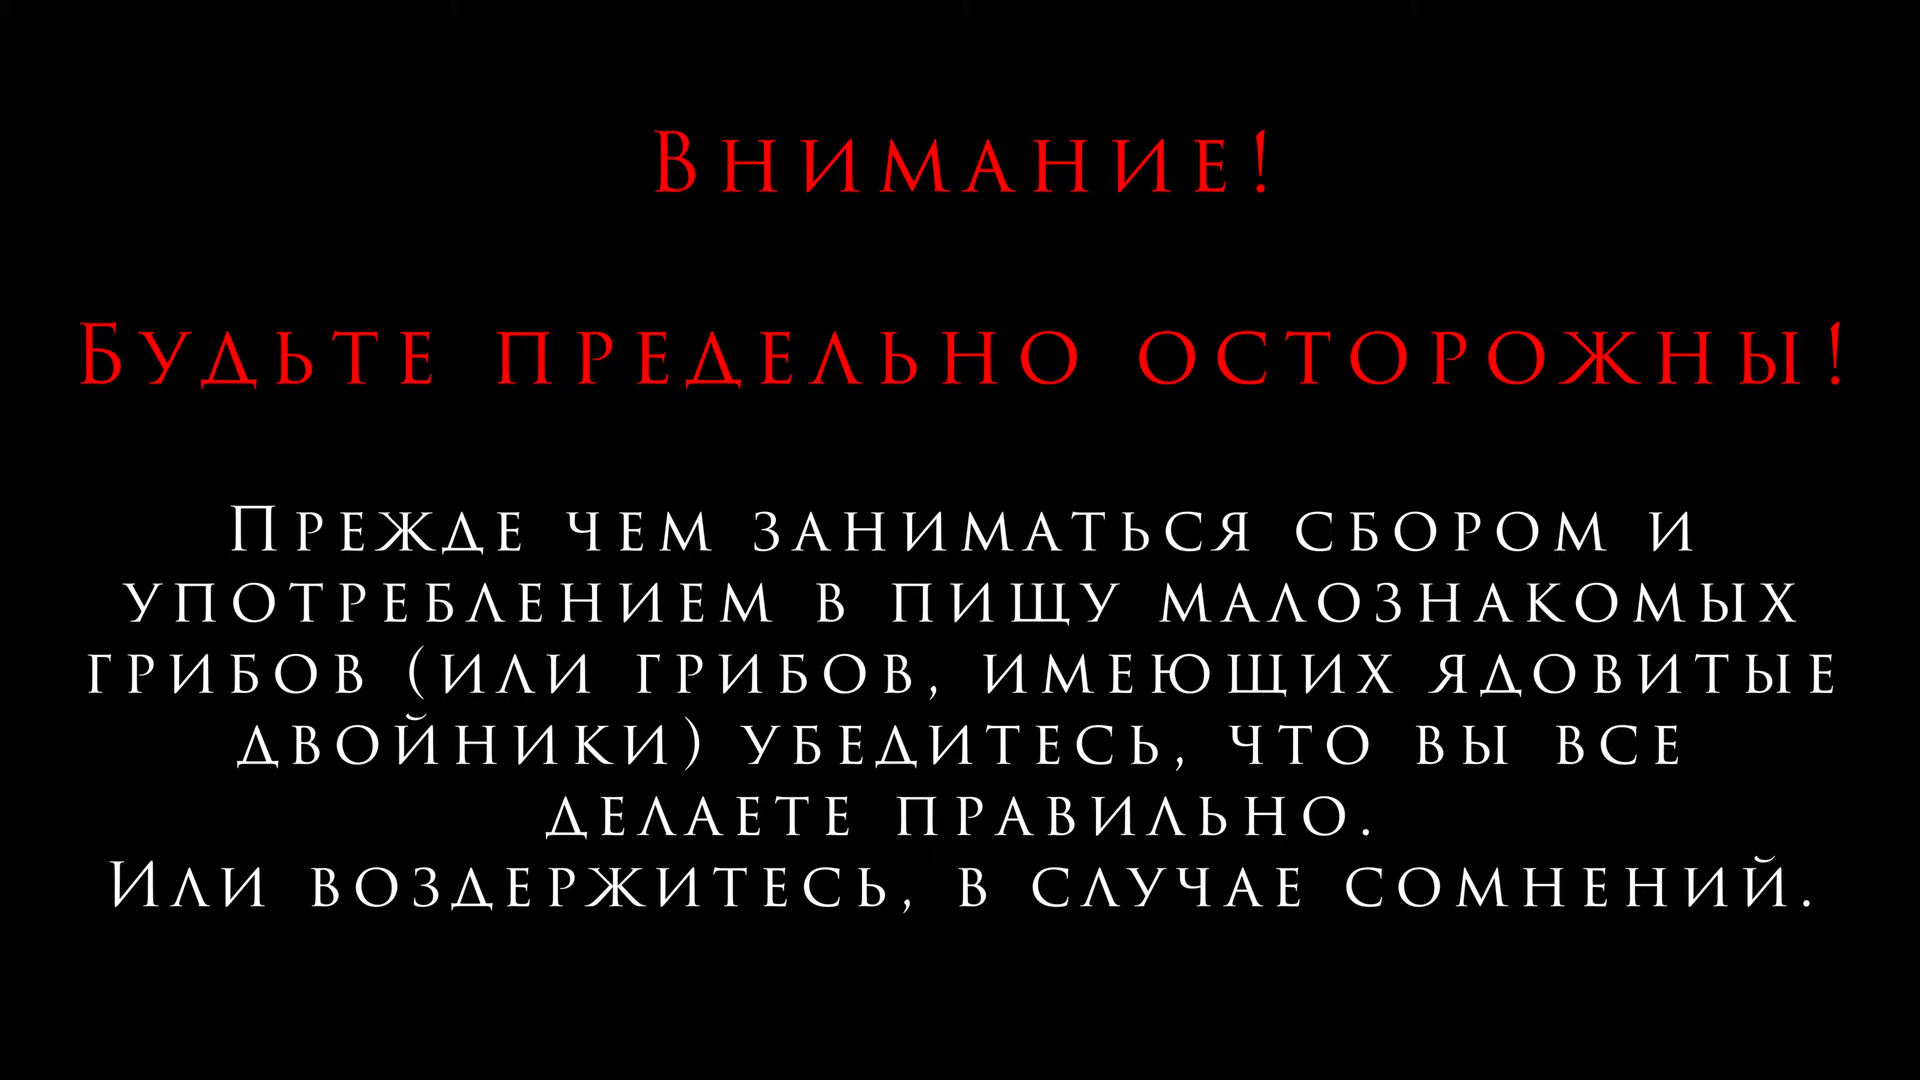 Внимание!
Будьте предельно осторожны!
Прежде чем заниматься сбором и
употреблением в пищу малознакомых
грибов (или грибов, имеющих ядовитые
двойники) убедитесь, что вы все
делаете правильно.
Или воздержитесь, в случае сомнений.